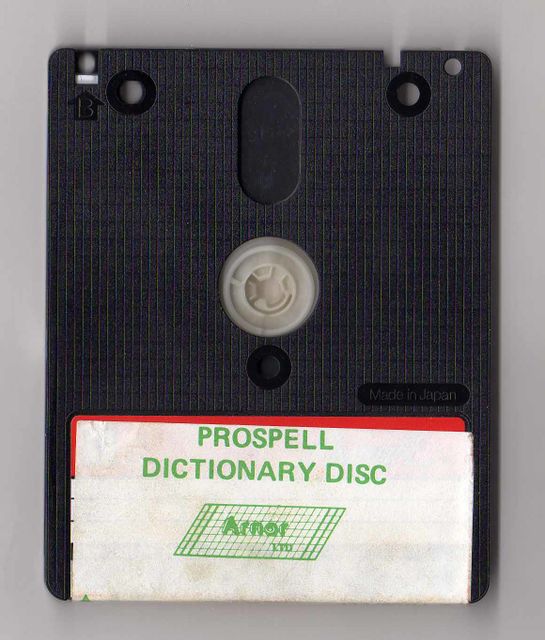 B
Made in Japan
PROSPELL
DICTIONARY DISC
Arnor
LTD